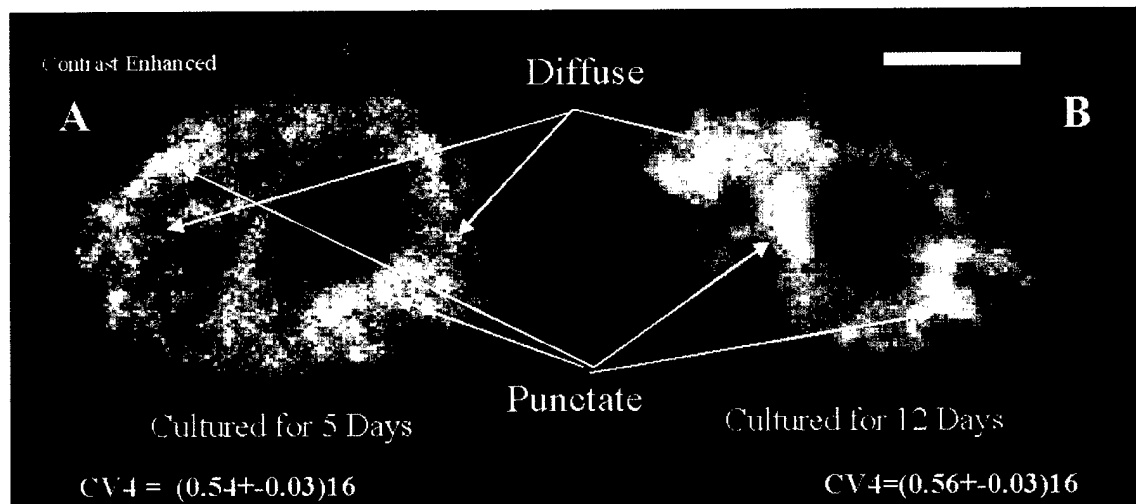 Contrast Enhanced
Diffuse
A
B
Punctate
Cultured for 5 Days
Cultured for 12 Days
CV4 = (0.54+-0.03)16
CV4=(0.56+-0.03)16